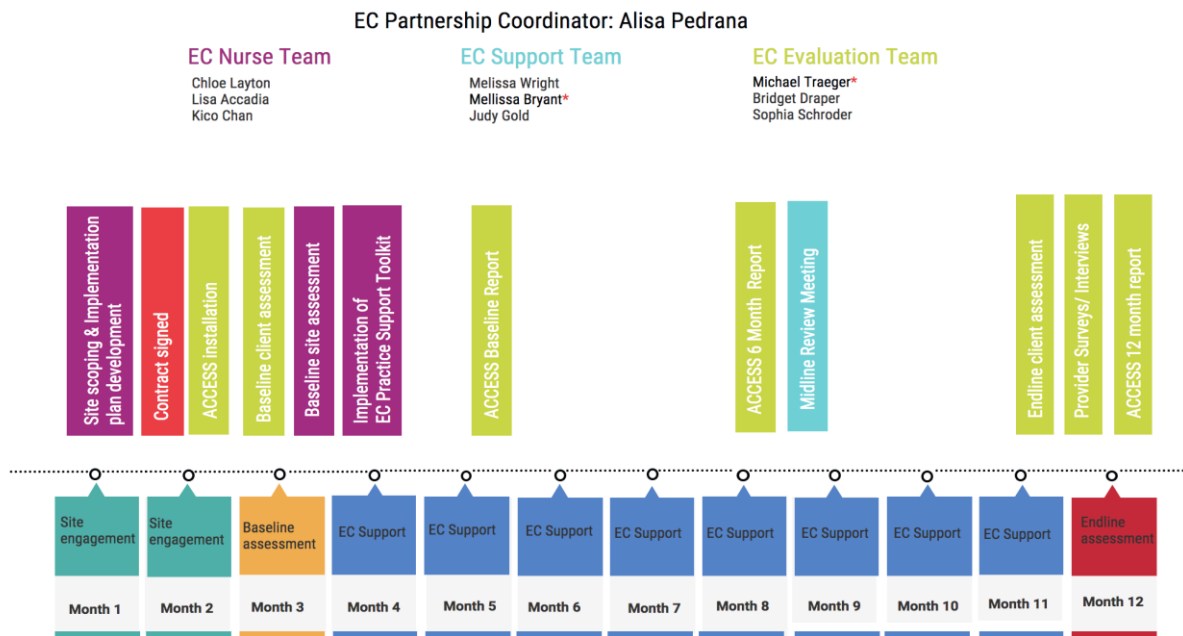 EC Partnership Coordinator: Alisa Pedrana
EC Nurse Team
Chloe Layton
Lisa Accadia
Kico Chan
EC Support Team
Melissa Wright
Mellissa Bryant*
Judy Gold
EC Evaluation Team
Michael Traeger*
Bridget Draper
Sophia Schroder
Site scoping & Implementation
plan development
Contract signed
ACCESS installation
Baseline client assessment
Baseline site assessment
Implementation of
EC Practice Support Toolkit
ACCESS Baseline Report
ACCESS 6 Month Report
Midline Review Meeting
Endline client assessment
Provider Surveys/ Interviews
ACCESS 12 month report
Site
engagement
Site
engagement
Baseline
assessment
EC Support
EC Support
EC Support
EC Support
EC Support
EC Support
EC Support
EC Support
Endline
assessment
Month 1
Month 2
Month 3
Month 4
Month 5
Month 6
Month 7
Month 8
Month 9
Month 10
Month 11
Month 12